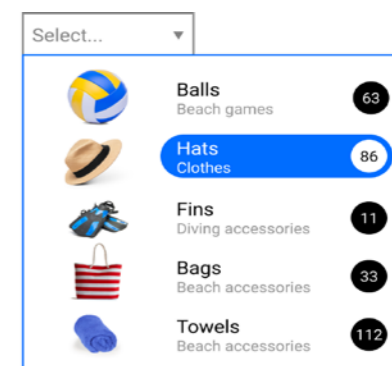 Select...
Balls
Beach games
63
Hats
Clothes
86
Fins
Diving accessories
11
Bags
Beach accessories
33
Towels
Beach accessories
112